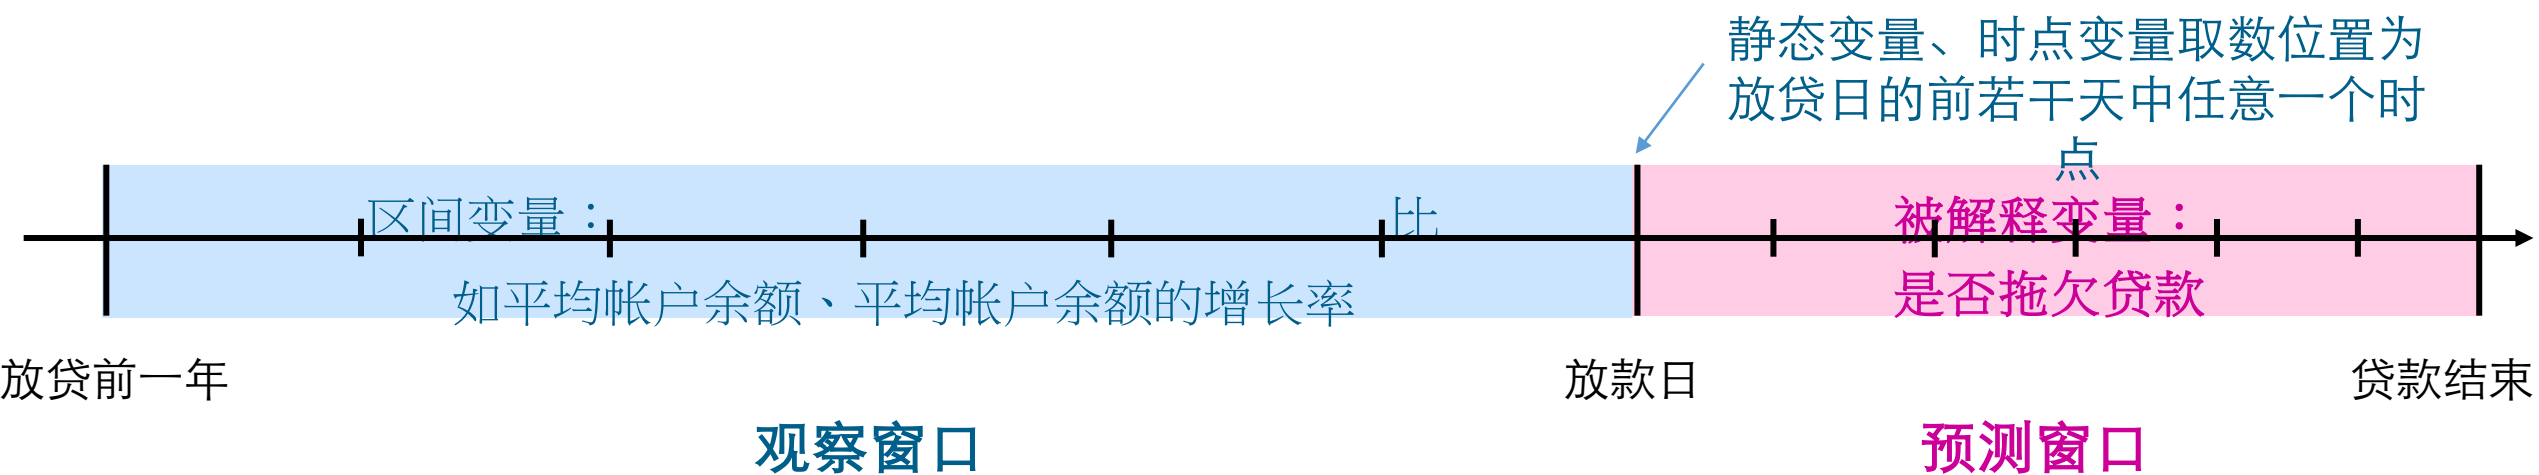 静态变量、时点变量取数位置为
放贷日的前若干天中任意一个时
点
区间变量：
比
如平均帐户余额、平均帐户余额的增长率
被解释变量：
是否拖欠贷款
放贷前一年
放款日
贷款结束
观察窗口
预测窗口